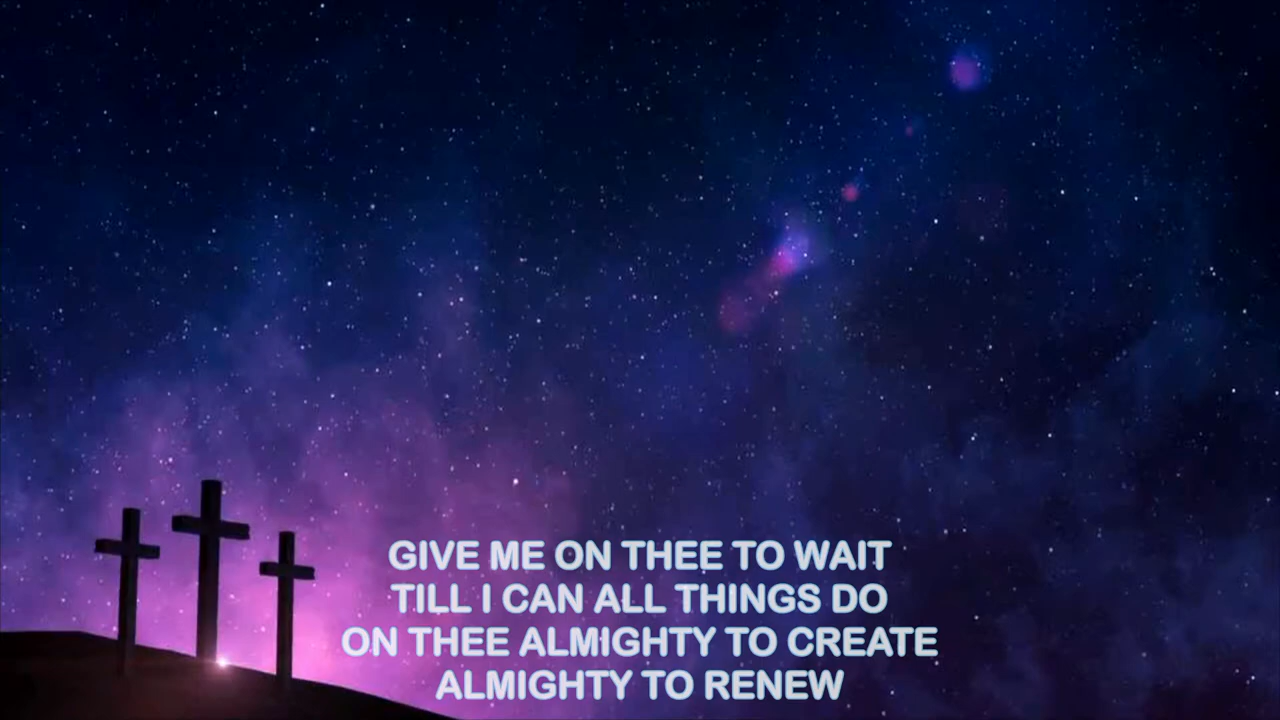 GIVE ME ON THEE TO WAIT
TILL I CAN ALL THINGS DO
ON THEE ALMIGHTY TO CREATE
ALMIGHTY TO RENEW